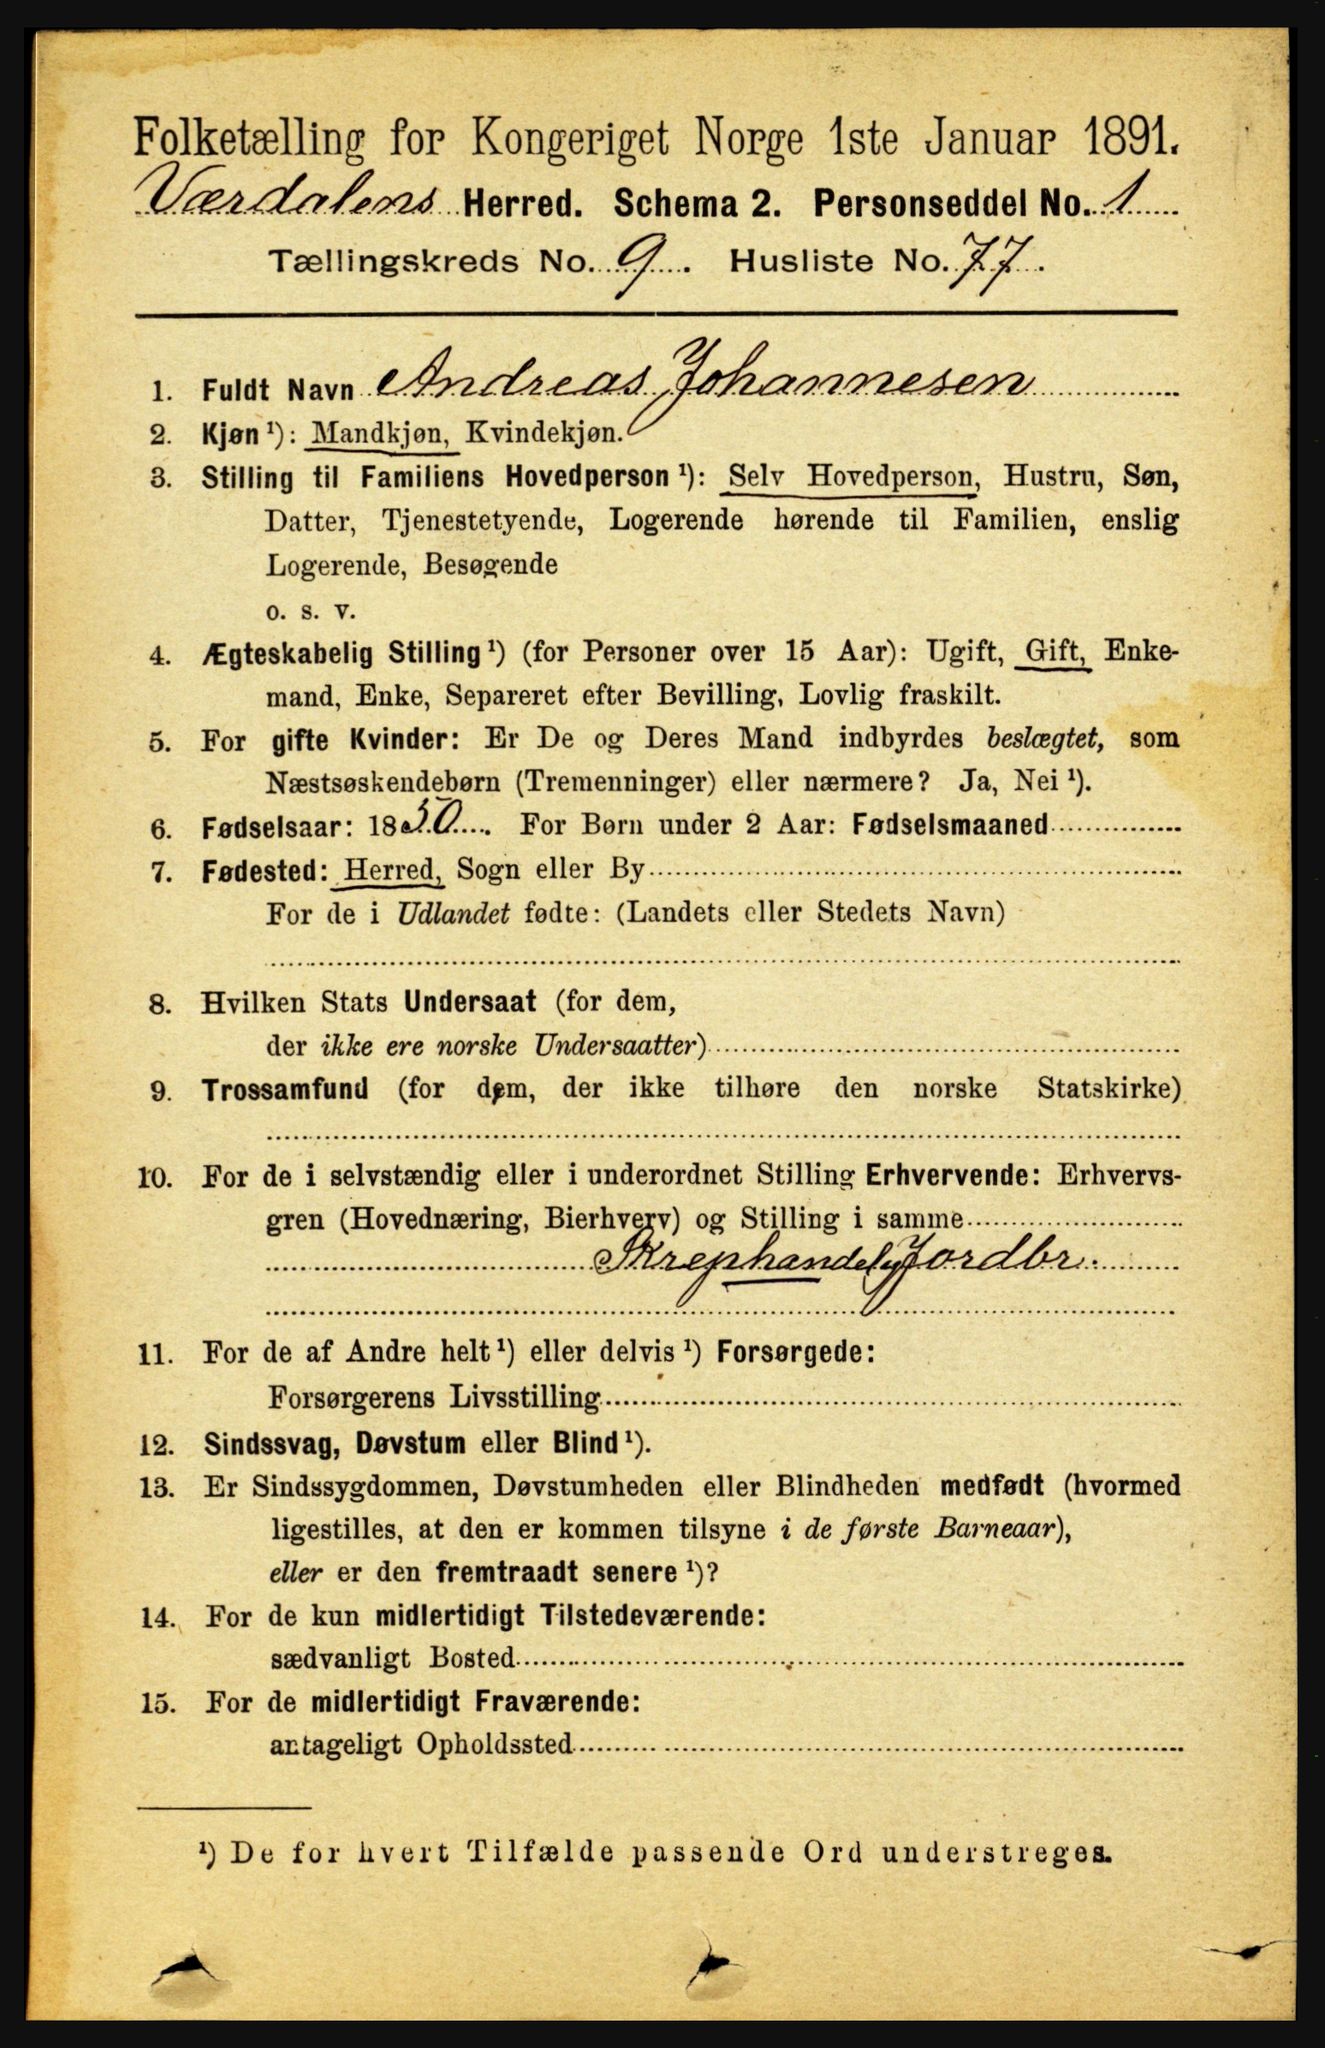 Folketælling for Kongeriget Norge 1ste Januar 1891.
Værdalens Herred. Schema 2. Personseddel No. 1
Tællingskreds No. 9. Husliste No. 77.
1. Fuldt Navn Andreas Johannesen
2. Kjøn ¹): Mandkjøn, Kvindekjøn.
3. Stilling til Familiens Hovedperson ¹): Selv Hovedperson, Hustru, Søn,
Datter, Tjenestetyende, Logerende hørende til Familien, enslig
Logerende, Besøgende
o. s. v.
4. Ægteskabelig Stilling ¹) (for Personer over 15 Aar): Ugift, Gift, Enke-
mand, Enke, Separeret efter Bevilling, Lovlig fraskilt.
5. For gifte Kvinder: Er De og Deres Mand indbyrdes beslægtet, som
Næstsøskendebørn (Tremenninger) eller nærmere? Ja, Nei ¹).
6. Fødselsaar: 1830. For Børn under 2 Aar: Fødselsmaaned
7. Fødested: Herred, Sogn eller By
For de i Udlandet fødte: (Landets eller Stedets Navn)
8. Hvilken Stats Undersaat (for dem,
der ikke ere norske Undersaatter)
9. Trossamfund (for dem, der ikke tilhøre den norske Statskirke)
10. For de i selvstændig eller i underordnet Stilling Erhvervende: Erhvervs-
gren (Hovednæring, Bierhverv) og Stilling i samme
Jordbr.
11. For de af Andre helt ¹) eller delvis ¹) Forsørgede:
Forsørgerens Livsstilling
12. Sindssvag, Døvstum eller Blind ¹).
13. Er Sindssygdommen, Døvstumheden eller Blindheden medfødt (hvormed
ligestilles, at den er kommen tilsyne i de første Barneaar),
eller er den fremtraadt senere ¹)?
14. For de kun midlertidigt Tilstedeværende:
sædvanligt Bosted
15. For de midlertidigt Fraværende:
antageligt Opholdssted
¹) De for hvert Tilfælde passende Ord understreges.